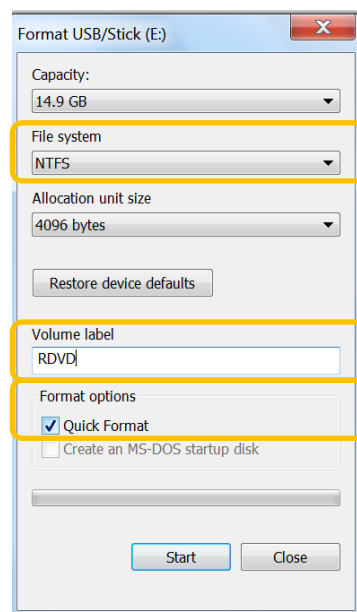 Format USB/Stick (E:)
Capacity:
14.9 GB
File system
NTFS
Allocation unit size
4096 bytes
Restore device defaults
Volume label
RDVD
Format options
Quick Format
Create an MS-DOS startup disk
Start Close